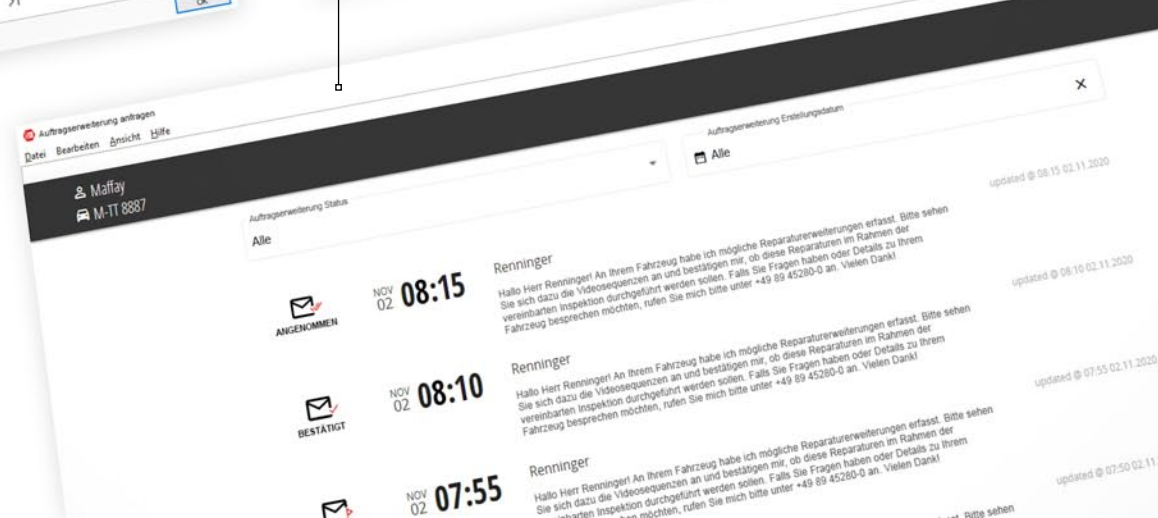 OK
Auftragserweiterung anfragen
Datei Bearbeiten Ansicht Hilfe
Maffay
M-TT 8887
Auftragserweiterung Status
Alle
Auftragserweiterung Erstellungsdatum
Alle
updated @ 08:15 02.11.2020
ANGENOMMEN
NOV 02 08:15
Renninger
Hallo Herr Renninger! An Ihrem Fahrzeug habe ich mögliche Reparaturerweiterungen erfasst. Bitte sehen
Sie sich dazu die Videosequenzen an und bestätigen mir, ob diese Reparaturen im Rahmen der
vereinbarten Inspektion durchgeführt werden sollen. Falls Sie Fragen haben oder Details zu Ihrem
Fahrzeug besprechen möchten, rufen Sie mich bitte unter +49 89 45280-0 an. Vielen Dank!
updated @ 08:10 02.11.2020
BESTÄTIGT
NOV 02 08:10
Renninger
Hallo Herr Renninger! An Ihrem Fahrzeug habe ich mögliche Reparaturerweiterungen erfasst. Bitte sehen
Sie sich dazu die Videosequenzen an und bestätigen mir, ob diese Reparaturen im Rahmen der
vereinbarten Inspektion durchgeführt werden sollen. Falls Sie Fragen haben oder Details zu Ihrem
Fahrzeug besprechen möchten, rufen Sie mich bitte unter +49 89 45280-0 an. Vielen Dank!
updated @ 07:55 02.11.2020
NOV 02 07:55
Renninger
Hallo Herr Renninger! An Ihrem Fahrzeug habe ich mögliche Reparaturerweiterungen erfasst. Bitte sehen
Sie sich dazu die Videosequenzen an und bestätigen mir, ob diese Reparaturen im Rahmen der
Inspektion durchgeführt werden sollen. Falls Sie Fragen haben oder Details zu Ihrem
möchten, rufen Sie mich bitte unter +49 89 45280-0 an. Vielen Dank!
updated @ 07:50 02.11.
Bitte sehen